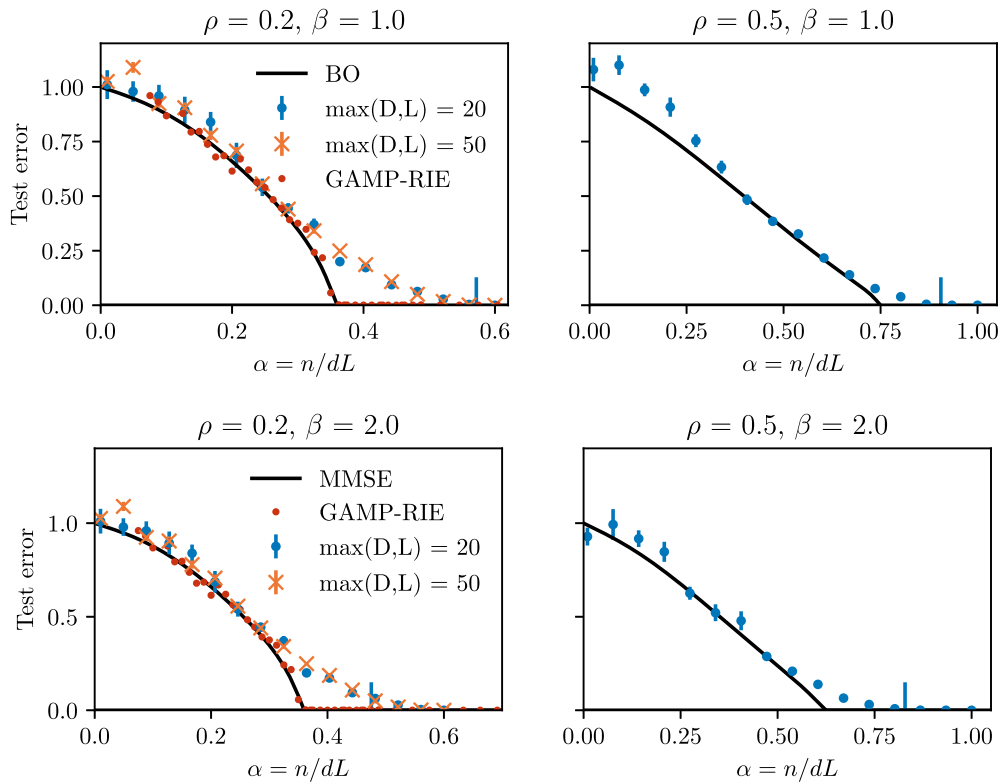 ρ = 0.2, β = 1.0
Test error
1.00
0.75
0.50
0.25
0.00
BO
max(D,L) = 20
max(D,L) = 50
GAMP-RIE
0.0 0.2 0.4 0.6
α = n/dL
ρ = 0.5, β = 1.0
0.00 0.25 0.50 0.75 1.00
α = n/dL
ρ = 0.2, β = 2.0
Test error
1.0
0.5
0.0
MMSE
GAMP-RIE
max(D,L) = 20
max(D,L) = 50
0.0 0.2 0.4 0.6
α = n/dL
ρ = 0.5, β = 2.0
0.00 0.25 0.50 0.75 1.00
α = n/dL